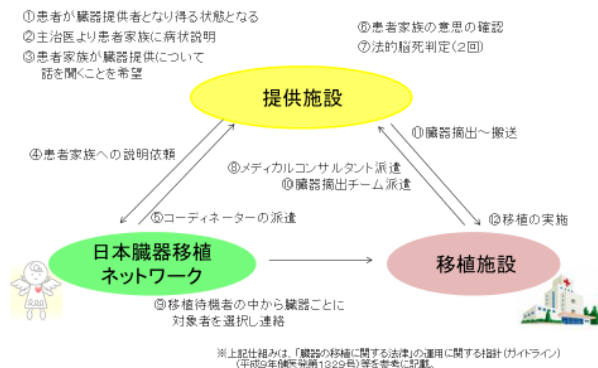 ①患者が臓器提供者となり得る状態となる
②主治医より患者家族に病状説明
③患者家族が臓器提供について
話を聞くことを希望
⑥患者家族の意思の確認
⑦法的脳死判定(2回)
提供施設
④患者家族への説明依頼
⑪臓器摘出～搬送
⑧メディカルコンサルタント派遣
⑩臓器摘出チーム派遣
⑤コーディネーターの派遣
⑫移植の実施
日本臓器移植
ネットワーク
移植施設
⑨移植待機者の中から臓器ごとに
対象者を選択し連絡
※上記仕組みは、「臓器の移植に関する法律」の運用に関する指針(ガイドライン)
(平成9年健医発第1329号)等を参考に記載。